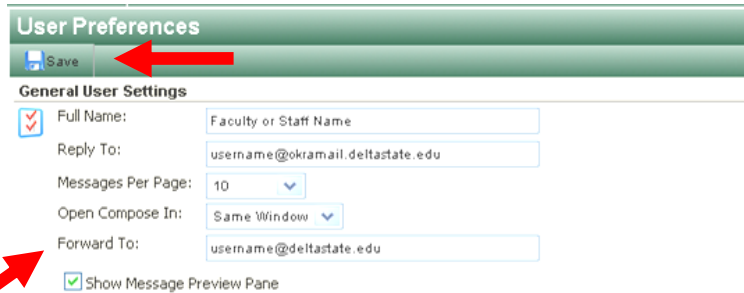 User Preferences
Save
General User Settings
Full Name: Faculty or Staff Name
Reply To: username@okramail.deltastate.edu
Messages Per Page: 10
Open Compose In: Same Window
Forward To: username@deltastate.edu
Show Message Preview Pane